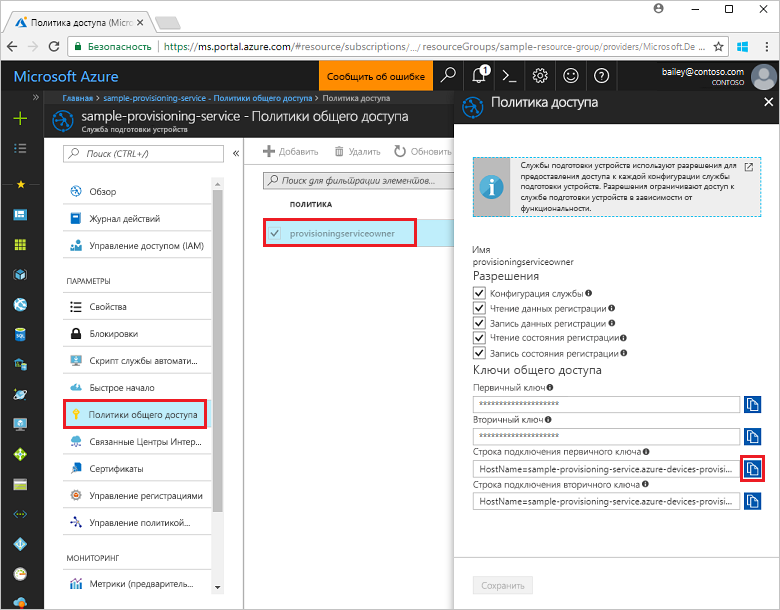 Политика доступа (Micro
Безопасность
https://ms.portal.azure.com/#resource/subscriptions/.../ resourceGroups/sample-resource-group/providers/Microsoft.De
Microsoft Azure
Сообщить об ошибке
1
bailey@contoso.com
CONTOSO
Главная > sample-provisioning-service - Политики общего доступа > Политика доступа
sample-provisioning-service - Политики общего доступа
Служба подготовки устройств
Поиск (CTRL+/)
Обзор
Журнал действий
Управление доступом (IAM)
ПАРАМЕТРЫ
Свойства
Блокировки
Скрипт службы автомати...
Быстрое начало
Политики общего доступа
Связанные Центры Интер...
Сертификаты
Управление регистрациями
Управление политикой...
МОНИТОРИНГ
Метрики (предваритель...
Добавить
Удалить
Обновить
Поиск для фильтрации элементов...
ПОЛИТИКА
provisioningserviceowner
Политика доступа
Службы подготовки устройств используют разрешения для
предоставления доступа к каждой конфигурации службы
подготовки устройств. Разрешения ограничивают доступ к
службе подготовки устройств в зависимости от
функциональности.
Имя
provisioningserviceowner
Разрешения
Конфигурация службы
Чтение данных регистрации
Запись данных регистрации
Чтение состояния регистрации
Запись состояния регистрации
Ключи общего доступа
Первичный ключ
********************
Вторичный ключ
********************
Строка подключения первичного ключа
HostName=sample-provisioning-service.azure-devices-provisi...
Строка подключения вторичного ключа
HostName=sample-provisioning-service.azure-devices-provisi...
Сохранить